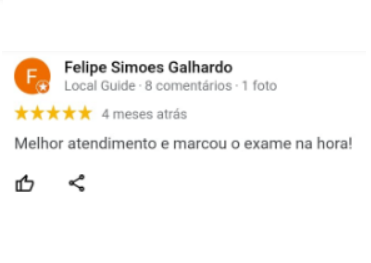 F
Felipe Simoes Galhardo
Local Guide · 8 comentários · 1 foto
4 meses atrás
Melhor atendimento e marcou o exame na hora!